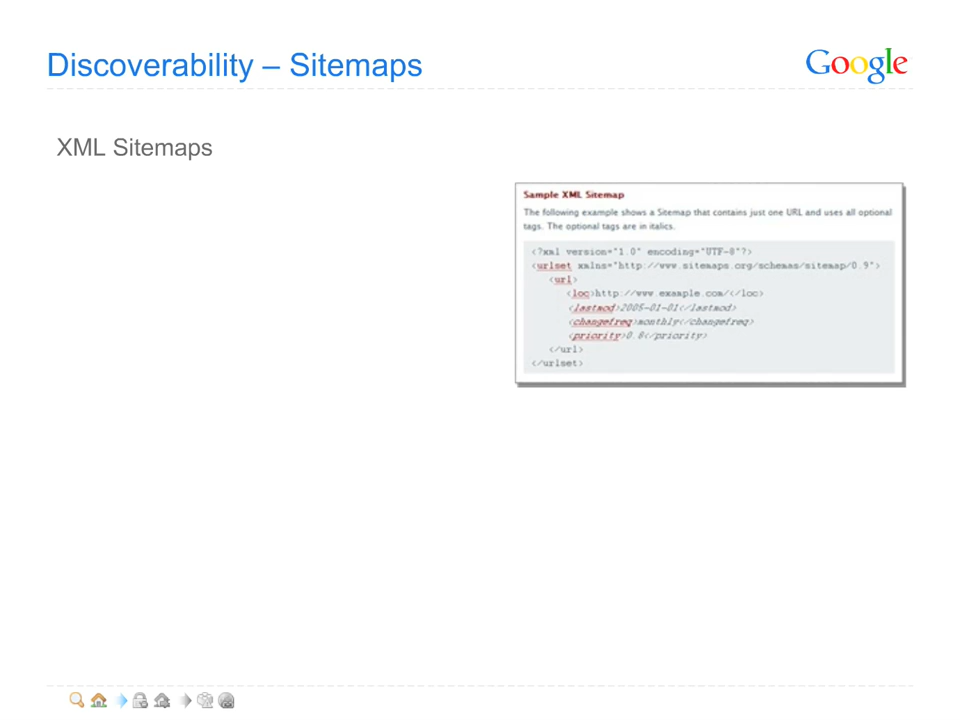 Discoverability – Sitemaps
Google
XML Sitemaps
Sample XML Sitemap
The following example shows a Sitemap that contains just one URL and uses all optional
tags. The optional tags are in italics.
<?xml version="1.0" encoding="UTF-8"?>
<urlset xmlns="http://www.sitemaps.org/schemas/sitemap/0.9">
<url>
<loc>http://www.example.com/</loc>
<lastmod>2005-01-01</lastmod>
<changefreq>monthly</changefreq>
<priority>0.8</priority>
</url>
</urlset>